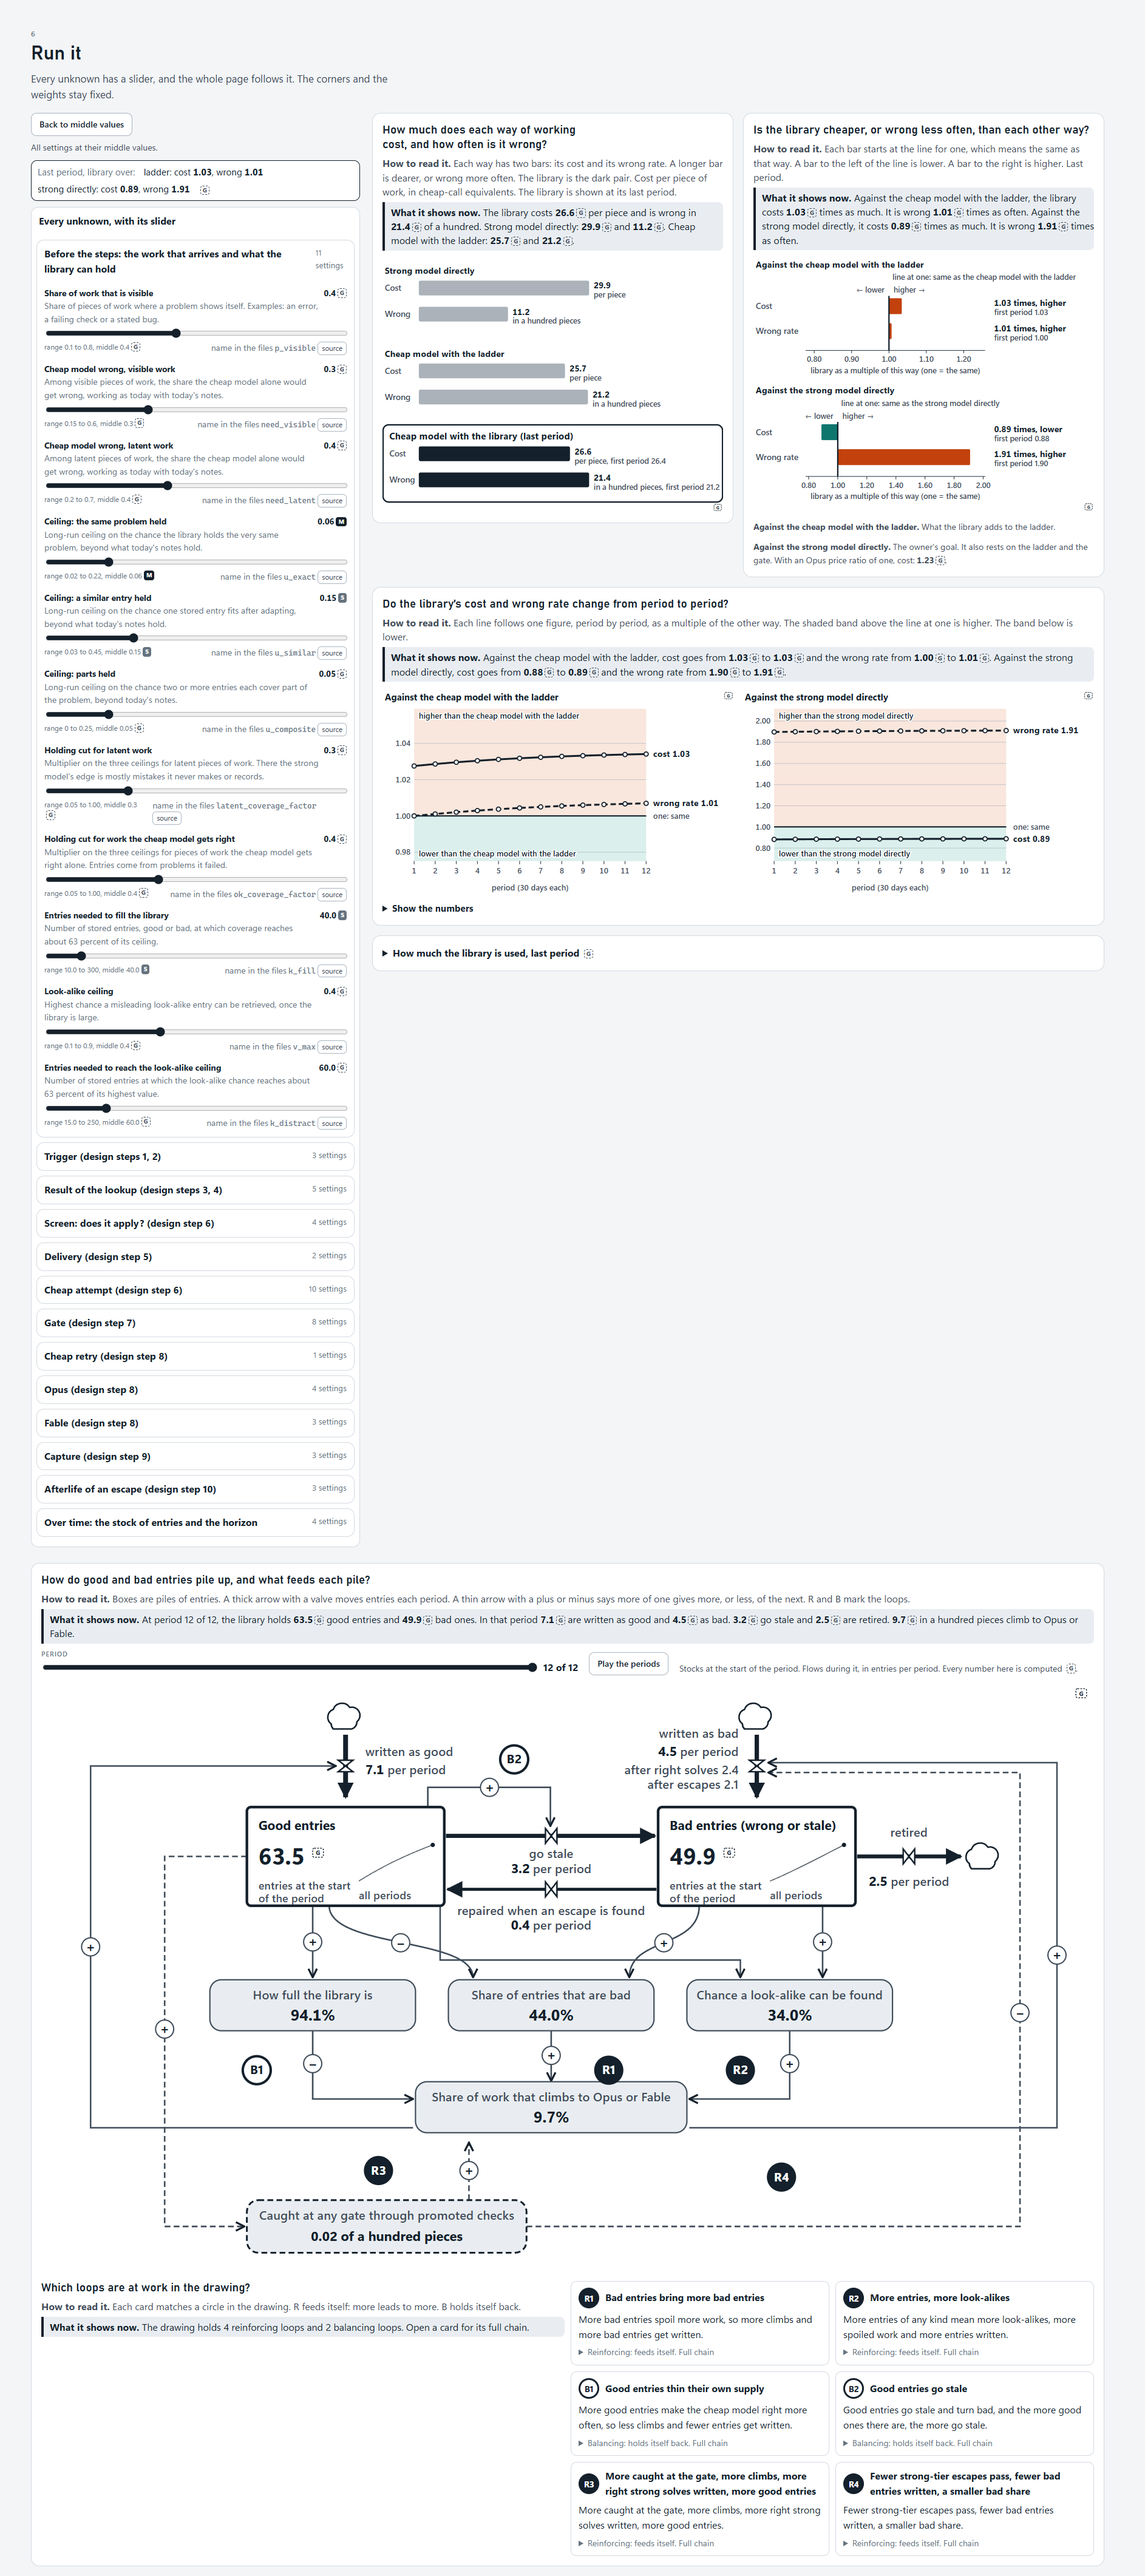 6
Run it
Every unknown has a slider, and the whole page follows it. The corners and the
weights stay fixed.
Back to middle values
All settings at their middle values.
Last period, library over: ladder: cost 1.03, wrong 1.01
strong directly: cost 0.89, wrong 1.91 G
Every unknown, with its slider
Before the steps: the work that arrives and what the
library can hold
11
settings
Share of work that is visible 0.4 G
Share of pieces of work where a problem shows itself. Examples: an error,
a failing check or a stated bug.
range 0.1 to 0.8, middle 0.4 G name in the files p_visible source
Cheap model wrong, visible work 0.3 G
Among visible pieces of work, the share the cheap model alone would
get wrong, working as today with today's notes.
range 0.15 to 0.6, middle 0.3 G name in the files need_visible source
Cheap model wrong, latent work 0.4 G
Among latent pieces of work, the share the cheap model alone would
get wrong, working as today with today's notes.
range 0.2 to 0.7, middle 0.4 G name in the files need_latent source
Ceiling: the same problem held 0.06 M
Long-run ceiling on the chance the library holds the very same
problem, beyond what today's notes hold.
range 0.02 to 0.22, middle 0.06 M name in the files u_exact source
Ceiling: a similar entry held 0.15 S
Long-run ceiling on the chance one stored entry fits after adapting,
beyond what today's notes hold.
range 0.03 to 0.45, middle 0.15 S name in the files u_similar source
Ceiling: parts held 0.05 G
Long-run ceiling on the chance two or more entries each cover part of
the problem, beyond today's notes.
range 0 to 0.25, middle 0.05 G name in the files u_composite source
Holding cut for latent work 0.3 G
Multiplier on the three ceilings for latent pieces of work. There the strong
model's edge is mostly mistakes it never makes or records.
range 0.05 to 1.00, middle 0.3 G name in the files latent_coverage_factor source
Holding cut for work the cheap model gets right 0.4 G
Multiplier on the three ceilings for pieces of work the cheap model gets
right alone. Entries come from problems it failed.
range 0.05 to 1.00, middle 0.4 G name in the files ok_coverage_factor source
Entries needed to fill the library 40.0 S
Number of stored entries, good or bad, at which coverage reaches
about 63 percent of its ceiling.
range 10.0 to 300, middle 40.0 S name in the files k_fill source
Look-alike ceiling 0.4 G
Highest chance a misleading look-alike entry can be retrieved, once the
library is large.
range 0.1 to 0.9, middle 0.4 G name in the files v_max source
Entries needed to reach the look-alike ceiling 60.0 G
Number of stored entries at which the look-alike chance reaches about
63 percent of its highest value.
range 15.0 to 250, middle 60.0 G name in the files k_distract source
Trigger (design steps 1, 2) 3 settings
Result of the lookup (design steps 3, 4) 5 settings
Screen: does it apply? (design step 6) 4 settings
Delivery (design step 5) 2 settings
Cheap attempt (design step 6) 10 settings
Gate (design step 7) 8 settings
Cheap retry (design step 8) 1 settings
Opus (design step 8) 4 settings
Fable (design step 8) 3 settings
Capture (design step 9) 3 settings
Afterlife of an escape (design step 10) 3 settings
Over time: the stock of entries and the horizon 4 settings
How much does each way of working
cost, and how often is it wrong?
How to read it. Each way has two bars: its cost and its wrong rate. A longer bar
is dearer, or wrong more often. The library is the dark pair. Cost per piece of
work, in cheap-call equivalents. The library is shown at its last period.
What it shows now. The library costs 26.6 G per piece and is wrong in
21.4 G of a hundred. Strong model directly: 29.9 G and 11.2 G. Cheap
model with the ladder: 25.7 G and 21.2 G.
Strong model directly
Cost 29.9
per piece
Wrong 11.2
in a hundred pieces
Cheap model with the ladder
Cost 25.7
per piece
Wrong 21.2
in a hundred pieces
Cheap model with the library (last period)
Cost 26.6
per piece, first period 26.4
Wrong 21.4
in a hundred pieces, first period 21.2
G
Is the library cheaper, or wrong less often, than each other way?
How to read it. Each bar starts at the line for one, which means the same as
that way. A bar to the left of the line is lower. A bar to the right is higher. Last
period.
What it shows now. Against the cheap model with the ladder, the library
costs 1.03 G times as much. It is wrong 1.01 G times as often. Against the
strong model directly, it costs 0.89 G times as much. It is wrong 1.91 G times
as often.
Against the cheap model with the ladder
line at one: same as the cheap model with the ladder
← lower higher →
Cost 1.03 times, higher
first period 1.03
Wrong rate 1.01 times, higher
first period 1.00
0.80 0.90 1.00 1.10 1.20
library as a multiple of this way (one = the same)
Against the strong model directly
line at one: same as the strong model directly
← lower higher →
Cost 0.89 times, lower
first period 0.88
Wrong rate 1.91 times, higher
first period 1.90
0.80 1.00 1.20 1.40 1.60 1.80 2.00
library as a multiple of this way (one = the same)
G
Against the cheap model with the ladder. What the library adds to the ladder.
Against the strong model directly. The owner's goal. It also rests on the ladder and the
gate. With an Opus price ratio of one, cost: 1.23 G.
Do the library's cost and wrong rate change from period to period?
How to read it. Each line follows one figure, period by period, as a multiple of the other way. The shaded band above the line at one is higher. The band below is
lower.
What it shows now. Against the cheap model with the ladder, cost goes from 1.03 G to 1.03 G and the wrong rate from 1.00 G to 1.01 G. Against the strong
model directly, cost goes from 0.88 G to 0.89 G and the wrong rate from 1.90 G to 1.91 G.
Against the cheap model with the ladder G
higher than the cheap model with the ladder
1.04
1.02
1.00
0.98
cost 1.03
wrong rate 1.01
one: same
lower than the cheap model with the ladder
1 2 3 4 5 6 7 8 9 10 11 12
period (30 days each)
Against the strong model directly G
higher than the strong model directly
2.00
1.80
1.60
1.40
1.20
1.00
0.80
wrong rate 1.91
one: same
cost 0.89
lower than the strong model directly
1 2 3 4 5 6 7 8 9 10 11 12
period (30 days each)
Show the numbers
How much the library is used, last period G
How do good and bad entries pile up, and what feeds each pile?
How to read it. Boxes are piles of entries. A thick arrow with a valve moves entries each period. A thin arrow with a plus or minus says more of one gives more, or less, of the next. R and B mark the loops.
What it shows now. At period 12 of 12, the library holds 63.5 G good entries and 49.9 G bad ones. In that period 7.1 G are written as good and 4.5 G as bad. 3.2 G go stale and 2.5 G are retired. 9.7 G in a hundred pieces climb to Opus or
Fable.
PERIOD
12 of 12
Play the periods
Stocks at the start of the period. Flows during it, in entries per period. Every number here is computed G.
G
written as good
7.1 per period
B2
written as bad
4.5 per period
after right solves 2.4
after escapes 2.1
+
Good entries
63.5 G
entries at the start
of the period
all periods
go stale
3.2 per period
repaired when an escape is found
0.4 per period
Bad entries (wrong or stale)
49.9 G
entries at the start
of the period
all periods
retired
2.5 per period
+
+
−
+
+
+
How full the library is
94.1%
Share of entries that are bad
44.0%
Chance a look-alike can be found
34.0%
+
−
B1
−
+
R1
R2
+
Share of work that climbs to Opus or Fable
9.7%
R3
+
R4
Caught at any gate through promoted checks
0.02 of a hundred pieces
Which loops are at work in the drawing?
How to read it. Each card matches a circle in the drawing. R feeds itself: more leads to more. B holds itself back.
What it shows now. The drawing holds 4 reinforcing loops and 2 balancing loops. Open a card for its full chain.
R1 Bad entries bring more bad entries
More bad entries spoil more work, so more climbs and
more bad entries get written.
Reinforcing: feeds itself. Full chain
R2 More entries, more look-alikes
More entries of any kind mean more look-alikes, more
spoiled work and more entries written.
Reinforcing: feeds itself. Full chain
B1 Good entries thin their own supply
More good entries make the cheap model right more
often, so less climbs and fewer entries get written.
Balancing: holds itself back. Full chain
B2 Good entries go stale
Good entries go stale and turn bad, and the more good
ones there are, the more go stale.
Balancing: holds itself back. Full chain
R3 More caught at the gate, more climbs, more
right strong solves written, more good entries
More caught at the gate, more climbs, more right strong
solves written, more good entries.
Reinforcing: feeds itself. Full chain
R4 Fewer strong-tier escapes pass, fewer bad
entries written, a smaller bad share
Fewer strong-tier escapes pass, fewer bad entries
written, a smaller bad share.
Reinforcing: feeds itself. Full chain